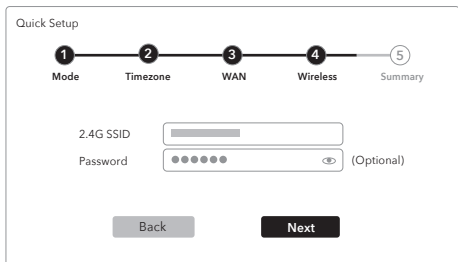 Quick Setup
1 2 3 4 5
Mode Timezone WAN Wireless Summary
2.4G SSID
Password (Optional)
Back Next